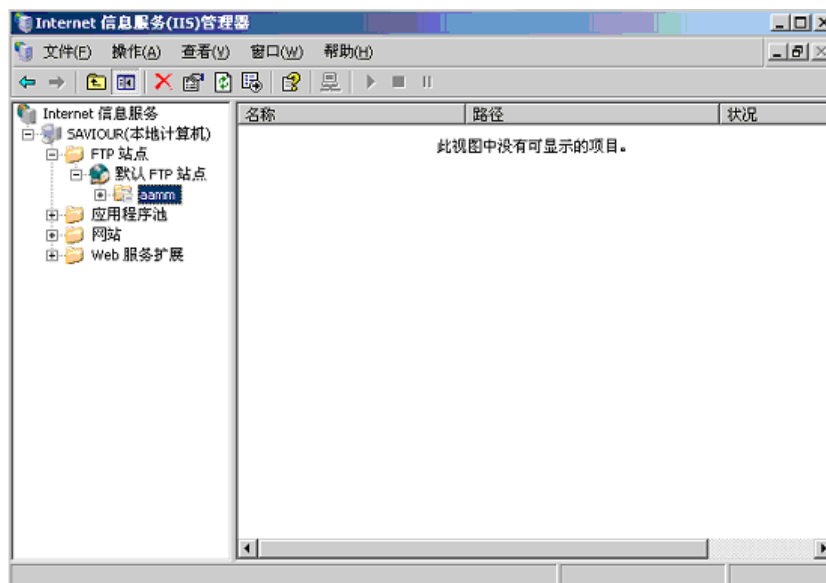 Internet 信息服务(IIS)管理器
文件(F) 操作(A) 查看(V) 窗口(W) 帮助(H)
Internet 信息服务
SAVIOUR(本地计算机)
FTP 站点
默认 FTP 站点
aamm
应用程序池
网站
Web 服务扩展
名称 路径 状况
此视图中没有可显示的项目。